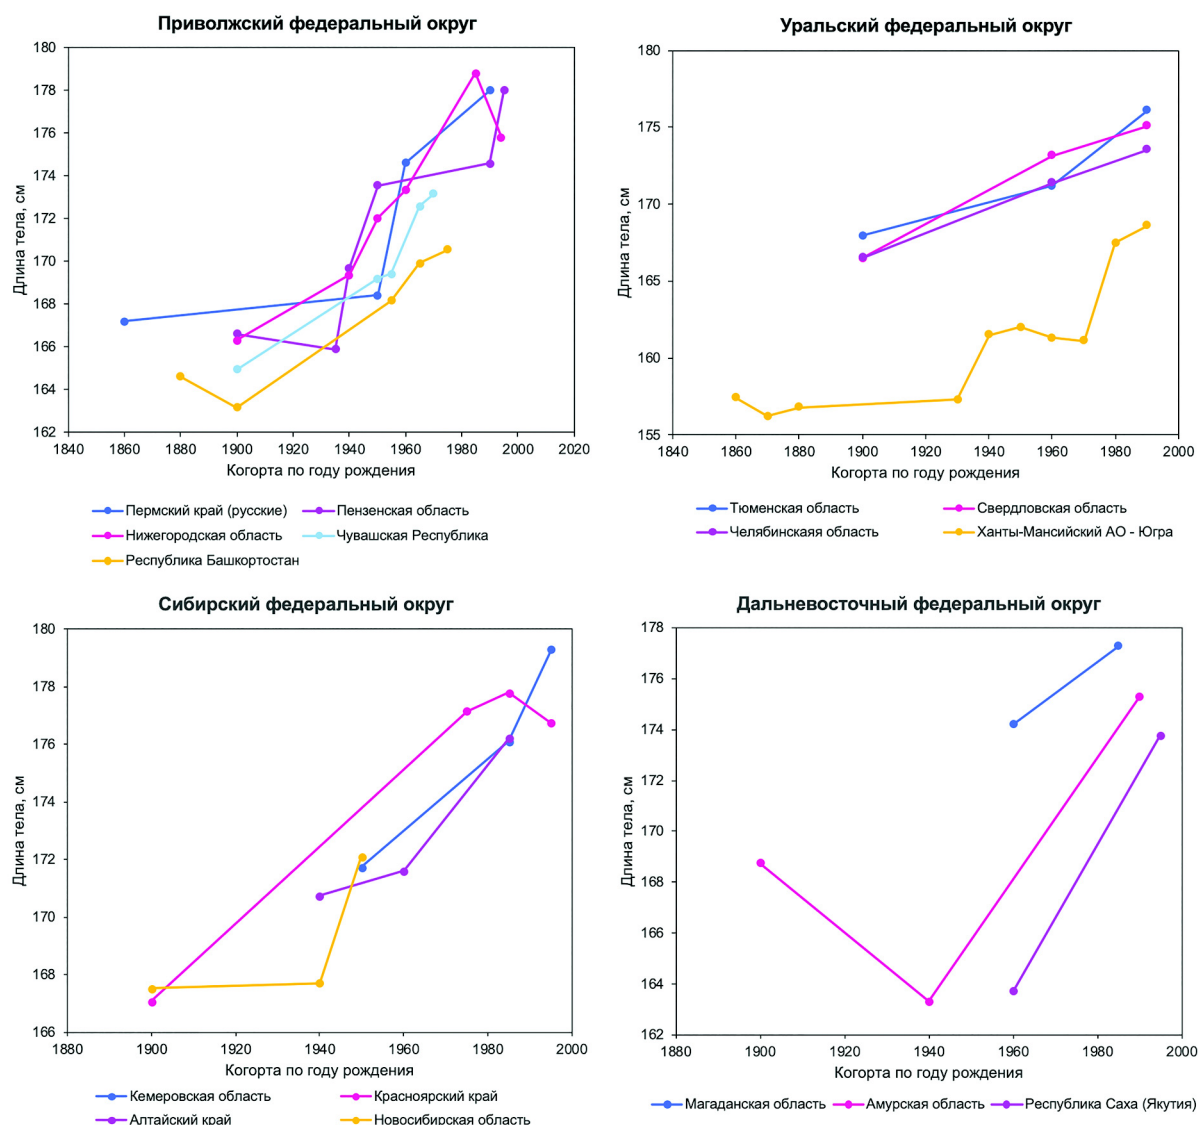 Приволжский федеральный округ
180
178
176
174
172
170
168
166
164
162
Длина тела, см
1840 1860 1880 1900 1920 1940 1960 1980 2000 2020
Когорта по году рождения
Пермский край (русские) Пензенская область
Нижегородская область Чувашская Республика
Республика Башкортостан
Уральский федеральный округ
180
175
170
165
160
155
Длина тела, см
1840 1860 1880 1900 1920 1940 1960 1980 2000
Когорта по году рождения
Тюменская область Свердловская область
Челябинскаая область Ханты-Мансийский АО - Югра
Сибирский федеральный округ
180
178
176
174
172
170
168
166
Длина тела, см
1880 1900 1920 1940 1960 1980 2000
Когорта по году рождения
Кемеровская область Красноярский край
Алтайский край Новосибирская область
Дальневосточный федеральный округ
178
176
174
172
170
168
166
164
162
Длина тела, см
1880 1900 1920 1940 1960 1980 2000
Когорта по году рождения
Магаданская область Амурская область Республика Саха (Якутия)